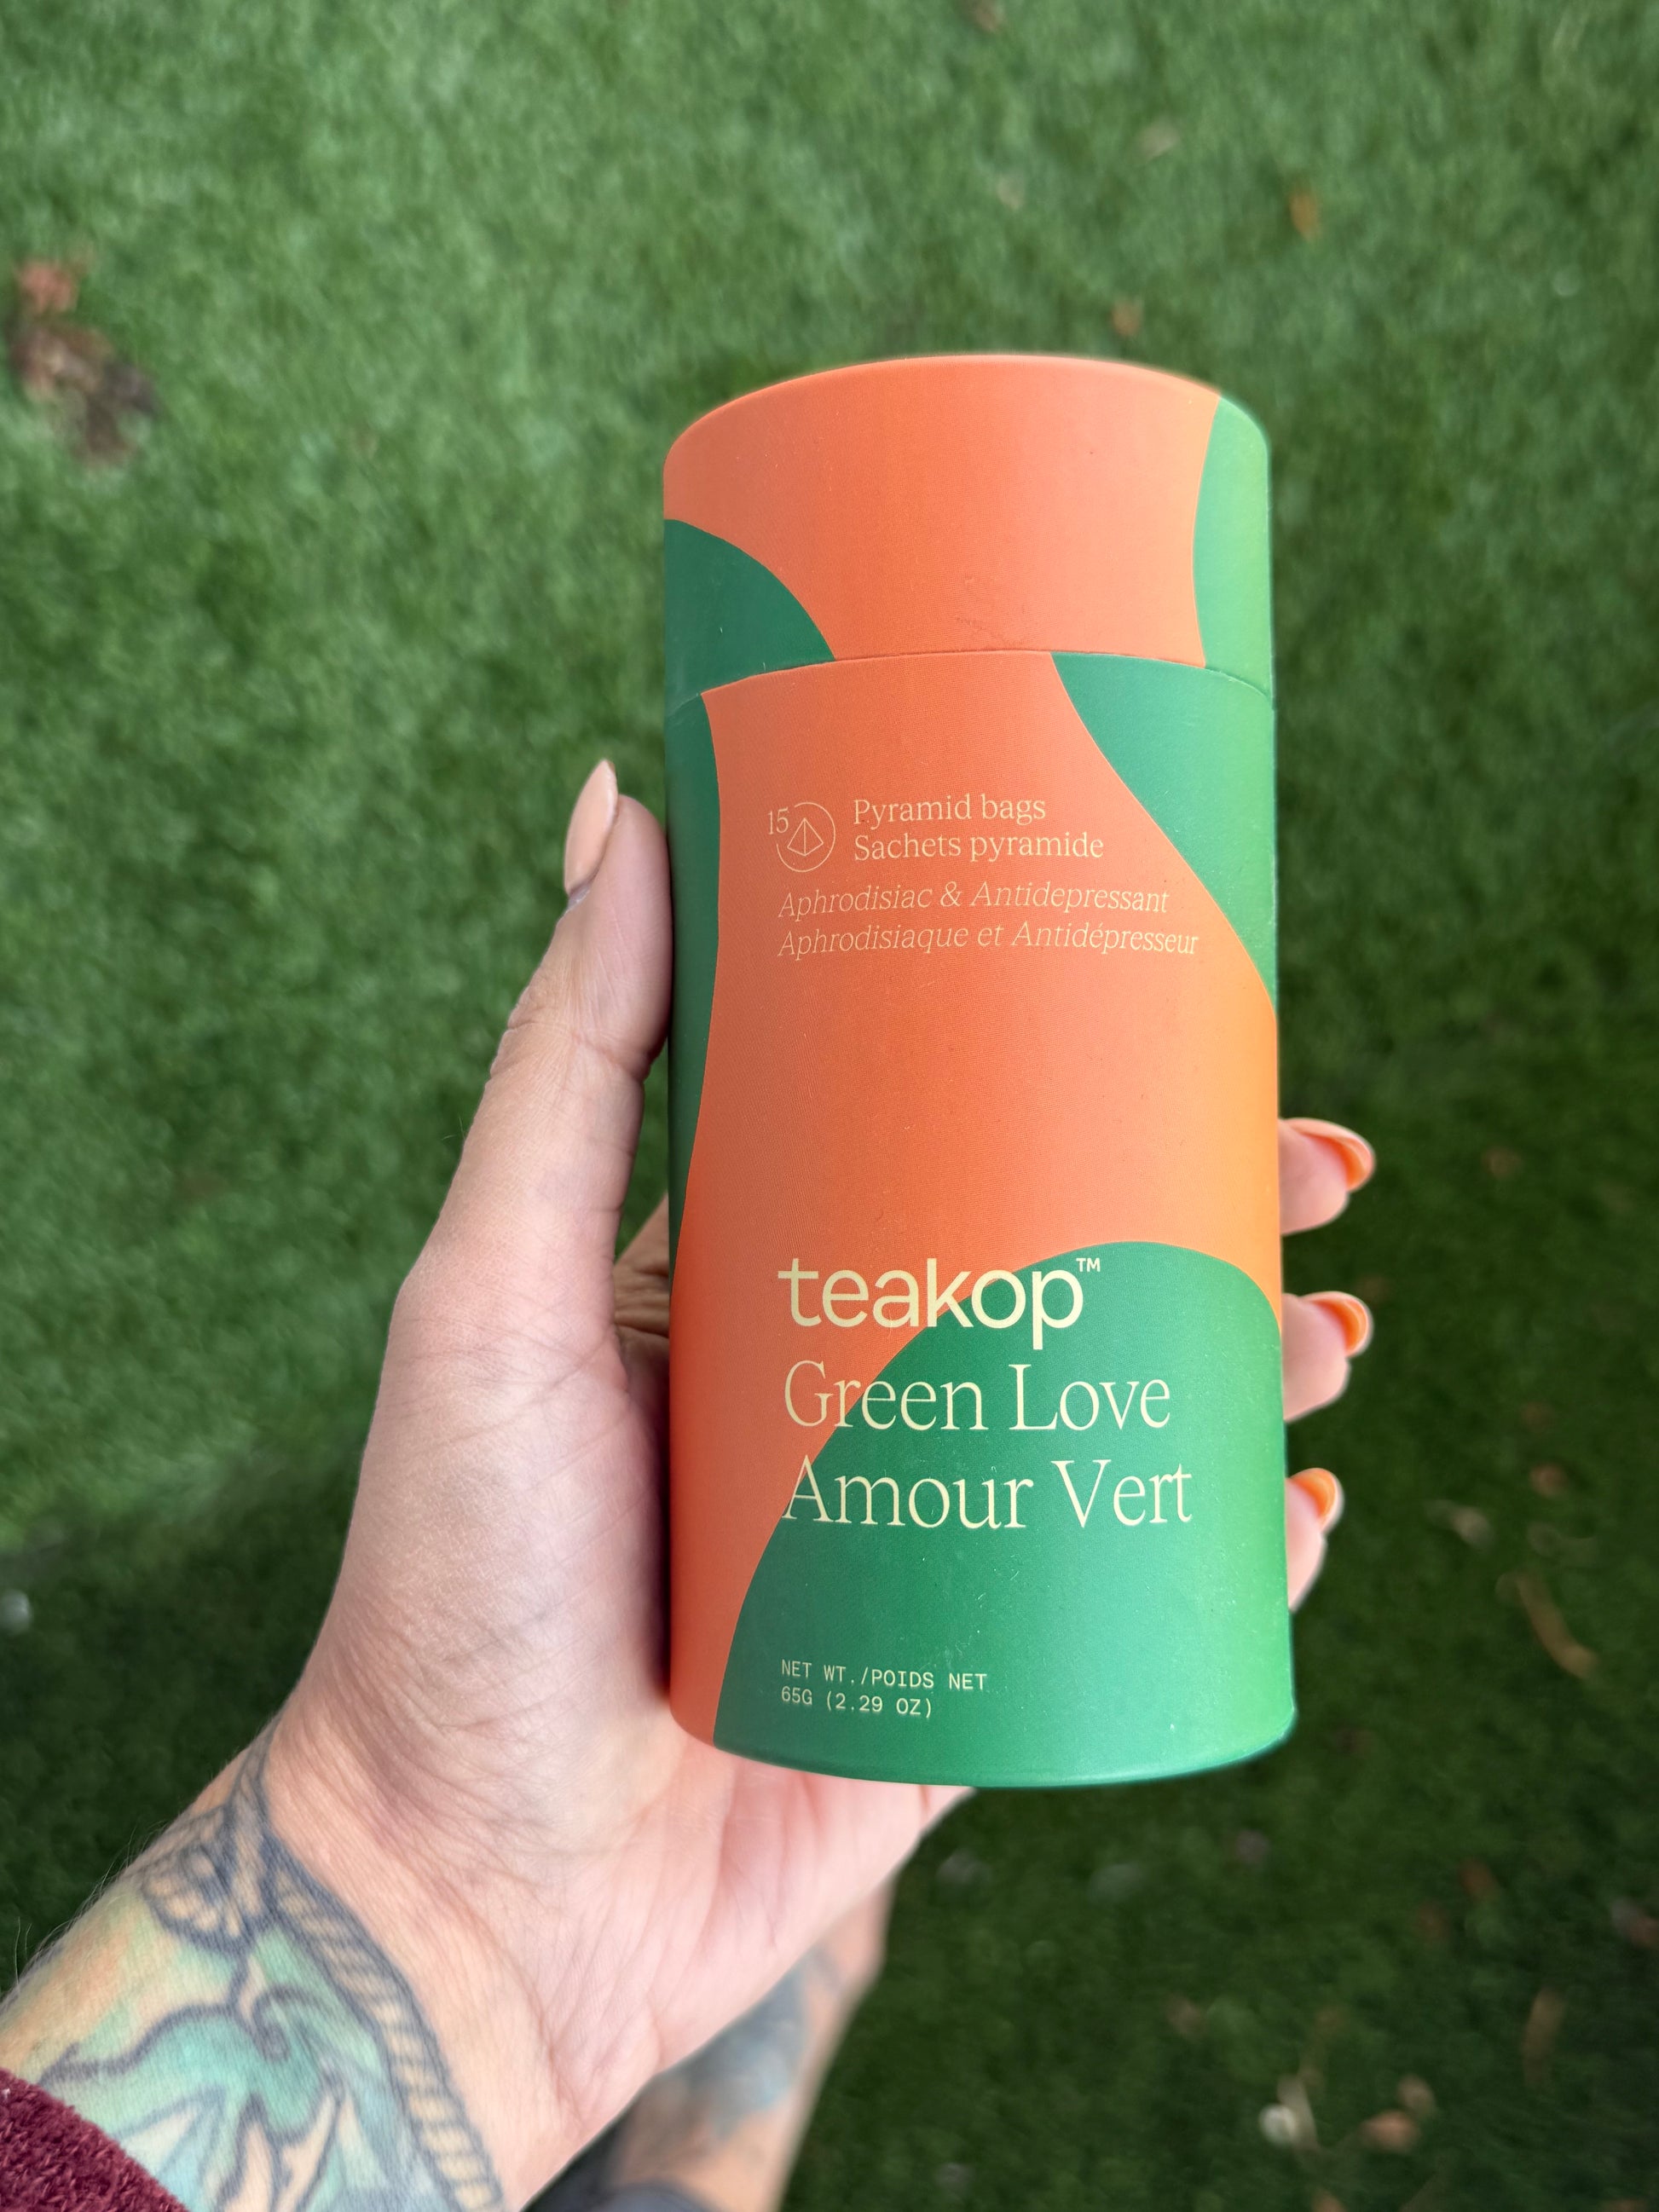 15
Pyramid bags
Sachets pyramide
Aphrodisiac & Antidepressant
Aphrodisiaque et Antidépresseur
teakop™
Green Love
Amour Vert
NET WT./POIDS NET
65G (2.29 OZ)